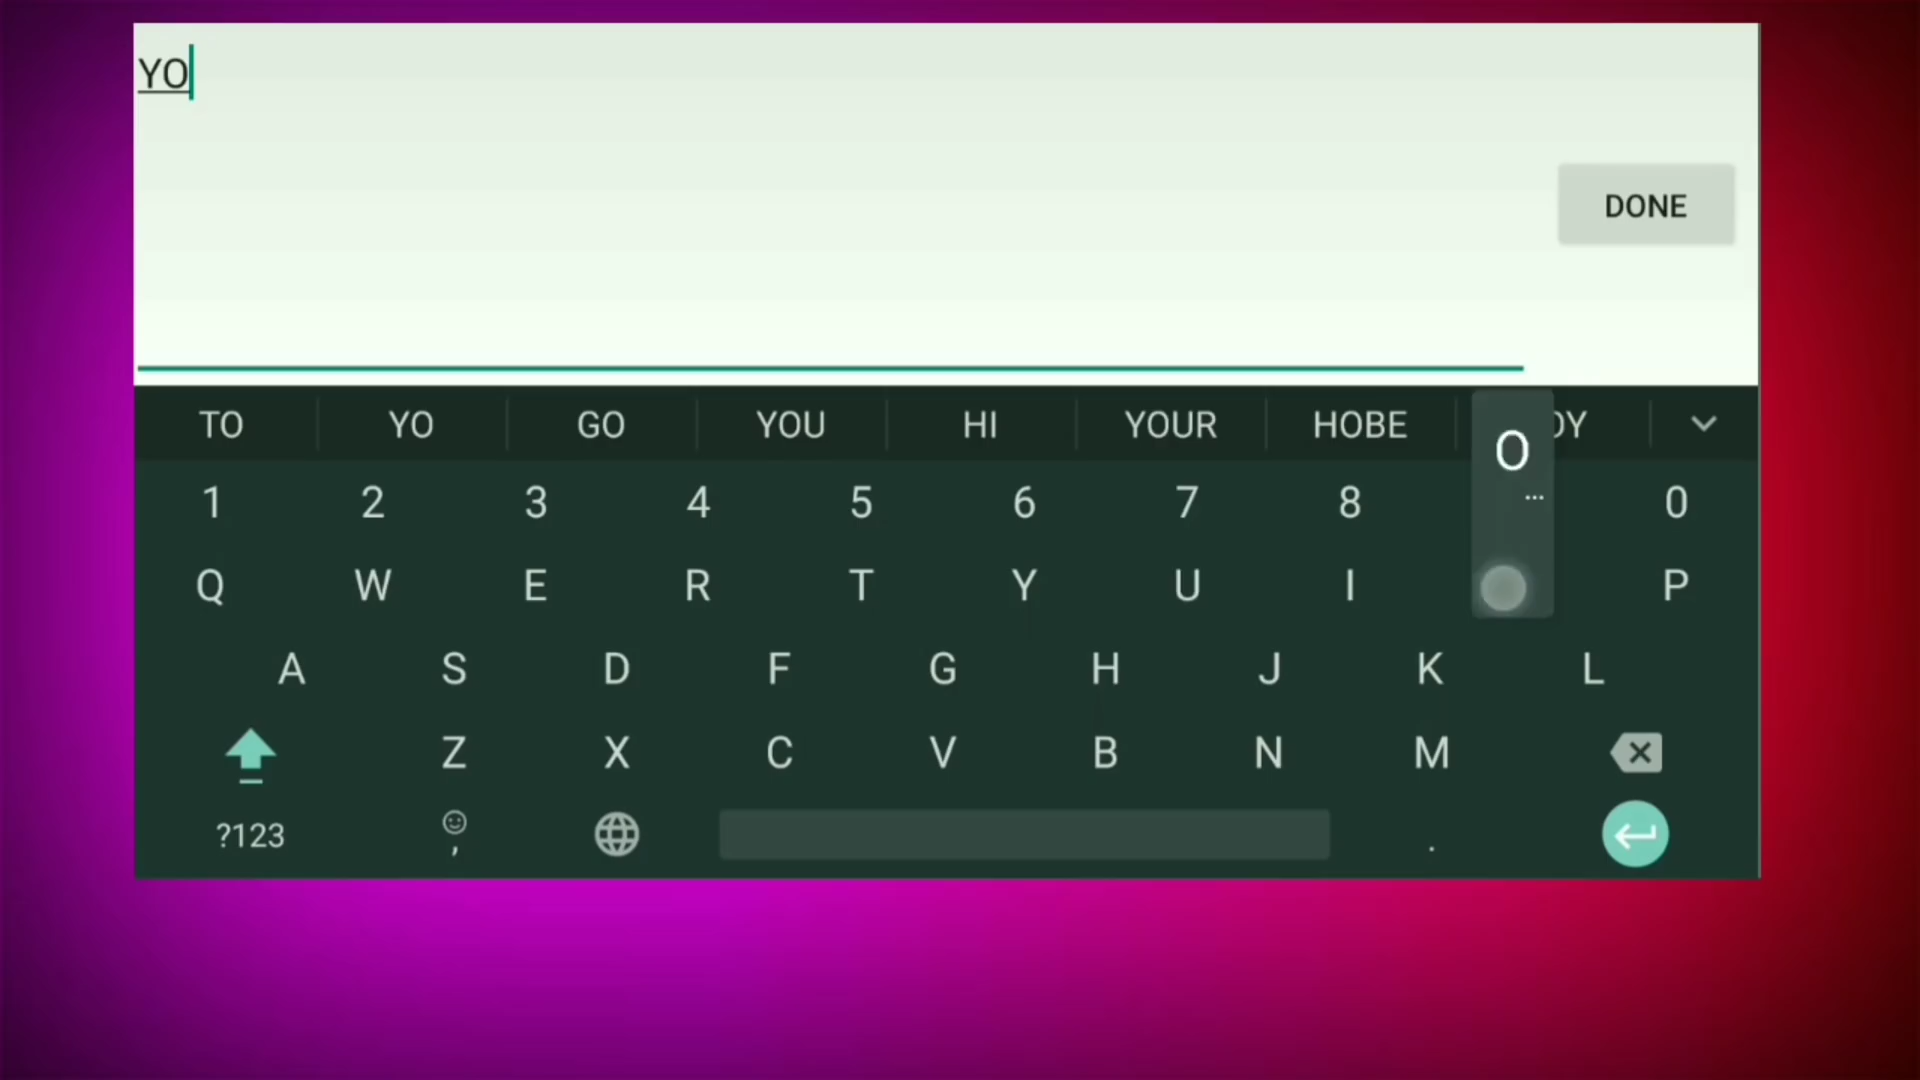 YO
DONE
TO YO GO YOU HI YOUR HOBE
O
1 2 3 4 5 6 7 8 0
Q W E R T Y U I P
A S D F G H J K L
Z X C V B N M
?123 , .